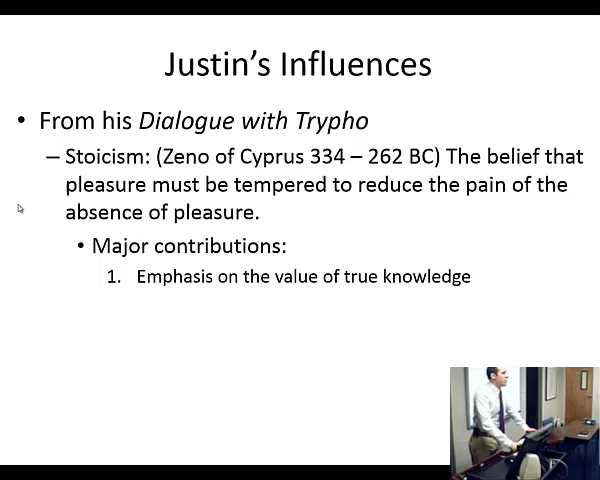 Justin’s Influences
• From his Dialogue with Trypho
– Stoicism: (Zeno of Cyprus 334 – 262 BC) The belief that
pleasure must be tempered to reduce the pain of the
absence of pleasure.
• Major contributions:
1. Emphasis on the value of true knowledge